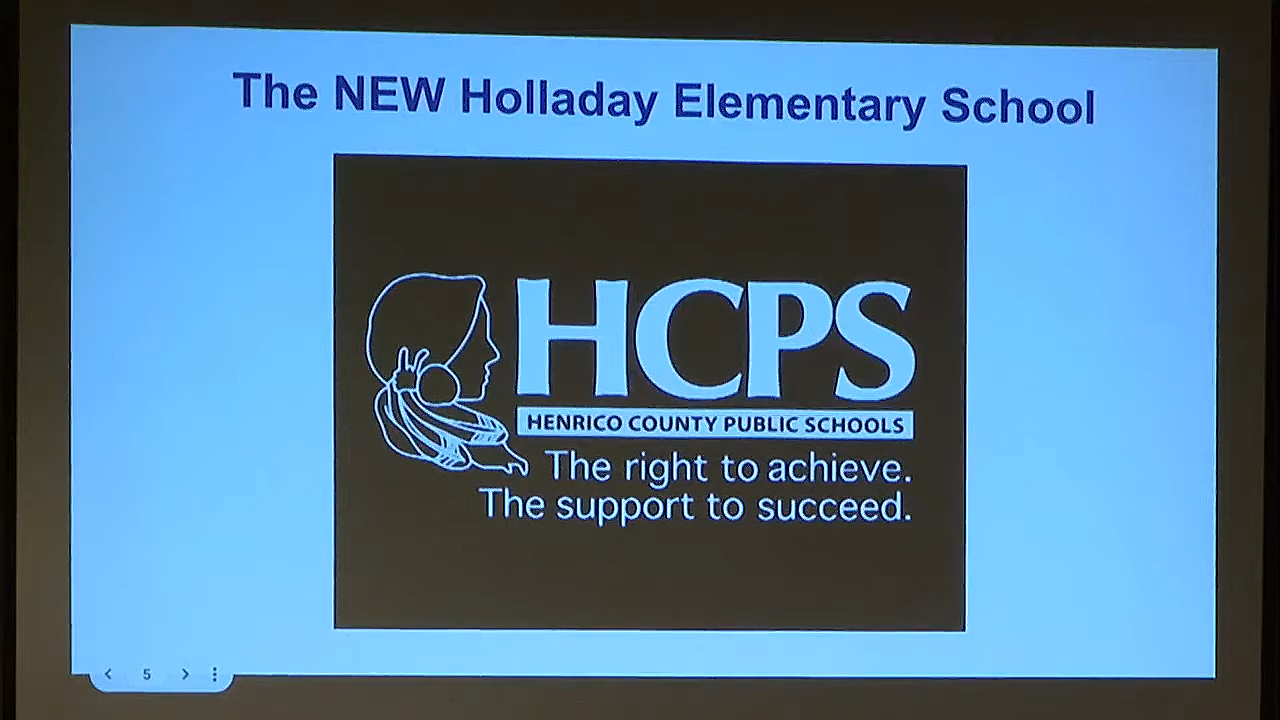 The NEW Holladay Elementary School
HCPS
HENRICO COUNTY PUBLIC SCHOOLS
The right to achieve.
The support to succeed.
5